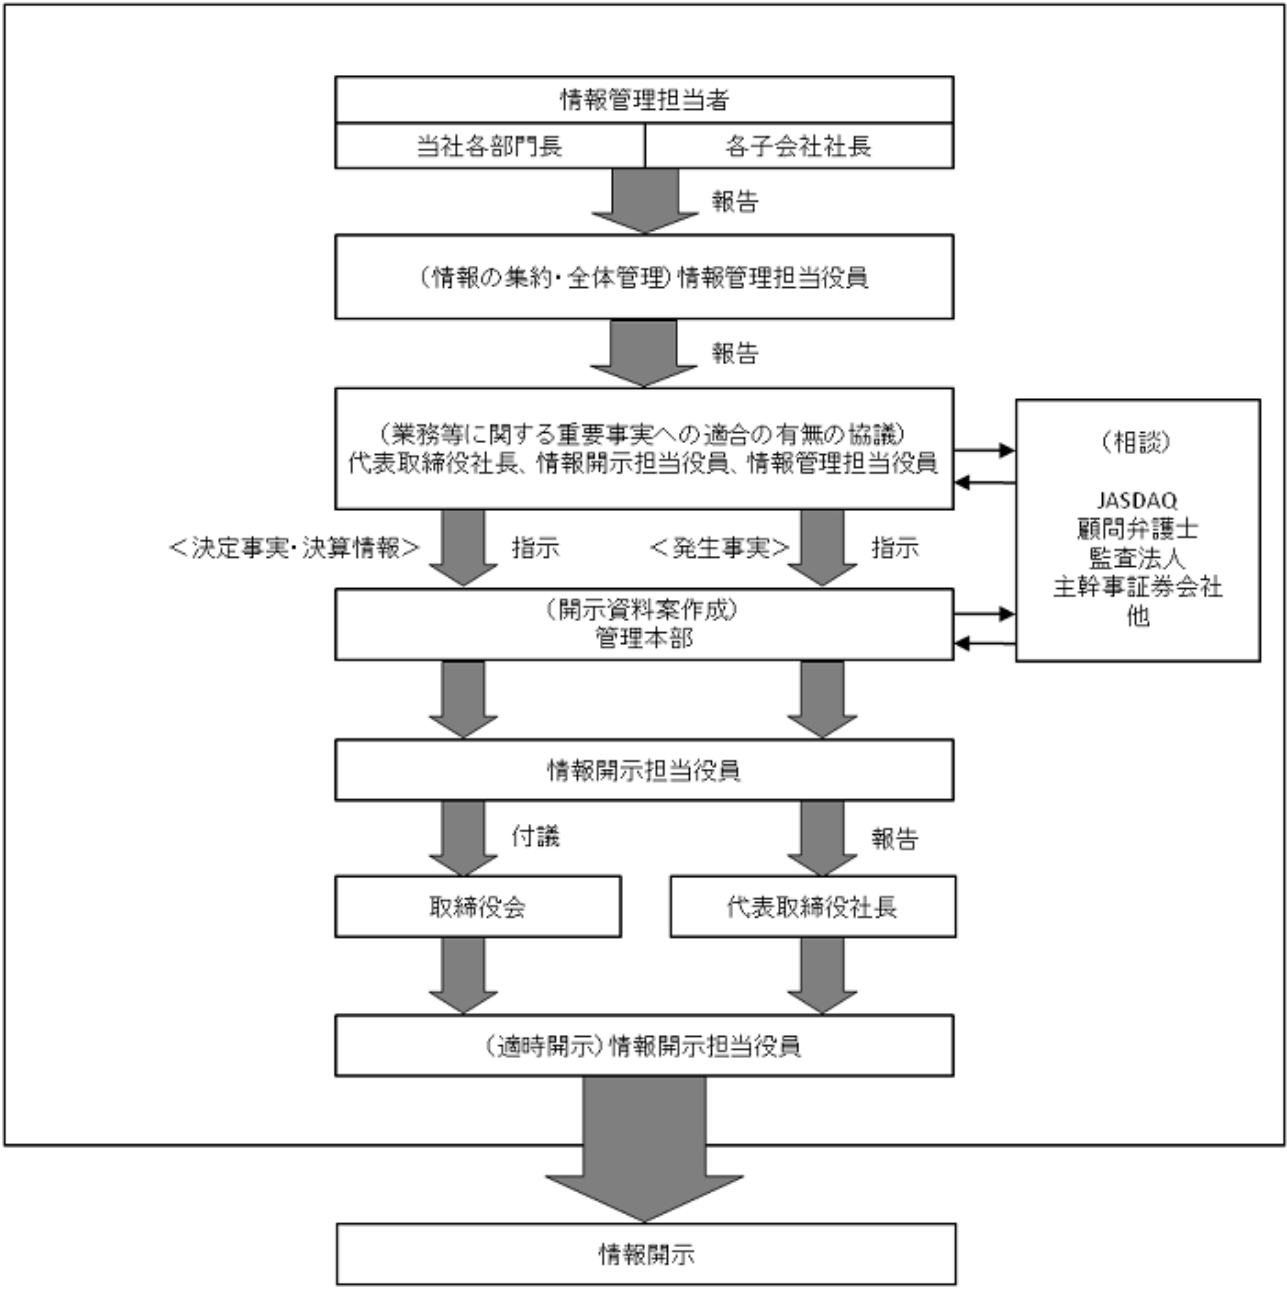 情報管理担当者
当社各部門長
各子会社社長
報告
(情報の集約・全体管理)情報管理担当役員
報告
(業務等に関する重要事実への適合の有無の協議)
代表取締役社長、情報開示担当役員、情報管理担当役員
(相談)
JASDAQ
顧問弁護士
監査法人
主幹事証券会社
他
＜決定事実・決算情報＞
指示
＜発生事実＞
指示
(開示資料案作成)
管理本部
情報開示担当役員
付議
報告
取締役会
代表取締役社長
(適時開示)情報開示担当役員
情報開示